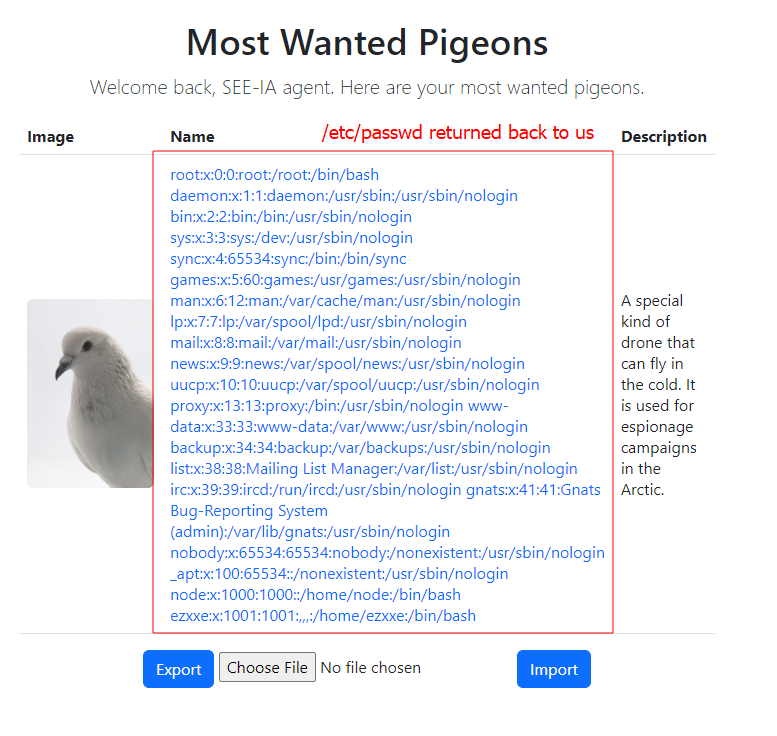 Most Wanted Pigeons
Welcome back, SEE-IA agent. Here are your most wanted pigeons.
/etc/passwd returned back to us
Image Name Description
root:x:0:0:root:/root:/bin/bash
daemon:x:1:1:daemon:/usr/sbin:/usr/sbin/nologin
bin:x:2:2:bin:/bin:/usr/sbin/nologin
sys:x:3:3:sys:/dev:/usr/sbin/nologin
sync:x:4:65534:sync:/bin:/bin/sync
games:x:5:60:games:/usr/games:/usr/sbin/nologin
man:x:6:12:man:/var/cache/man:/usr/sbin/nologin
lp:x:7:7:lp:/var/spool/lpd:/usr/sbin/nologin
mail:x:8:8:mail:/var/mail:/usr/sbin/nologin
news:x:9:9:news:/var/spool/news:/usr/sbin/nologin
uucp:x:10:10:uucp:/var/spool/uucp:/usr/sbin/nologin
proxy:x:13:13:proxy:/bin:/usr/sbin/nologin www-
data:x:33:33:www-data:/var/www:/usr/sbin/nologin
backup:x:34:34:backup:/var/backups:/usr/sbin/nologin
list:x:38:38:Mailing List Manager:/var/list:/usr/sbin/nologin
irc:x:39:39:ircd:/run/ircd:/usr/sbin/nologin gnats:x:41:41:Gnats
Bug-Reporting System
(admin):/var/lib/gnats:/usr/sbin/nologin
nobody:x:65534:65534:nobody:/nonexistent:/usr/sbin/nologin
_apt:x:100:65534::/nonexistent:/usr/sbin/nologin
node:x:1000:1000::/home/node:/bin/bash
ezxxe:x:1001:1001:,,,:/home/ezxxe:/bin/bash
A special
kind of
drone that
can fly in
the cold. It
is used for
espionage
campaigns
in the
Arctic.
Export Choose File No file chosen Import